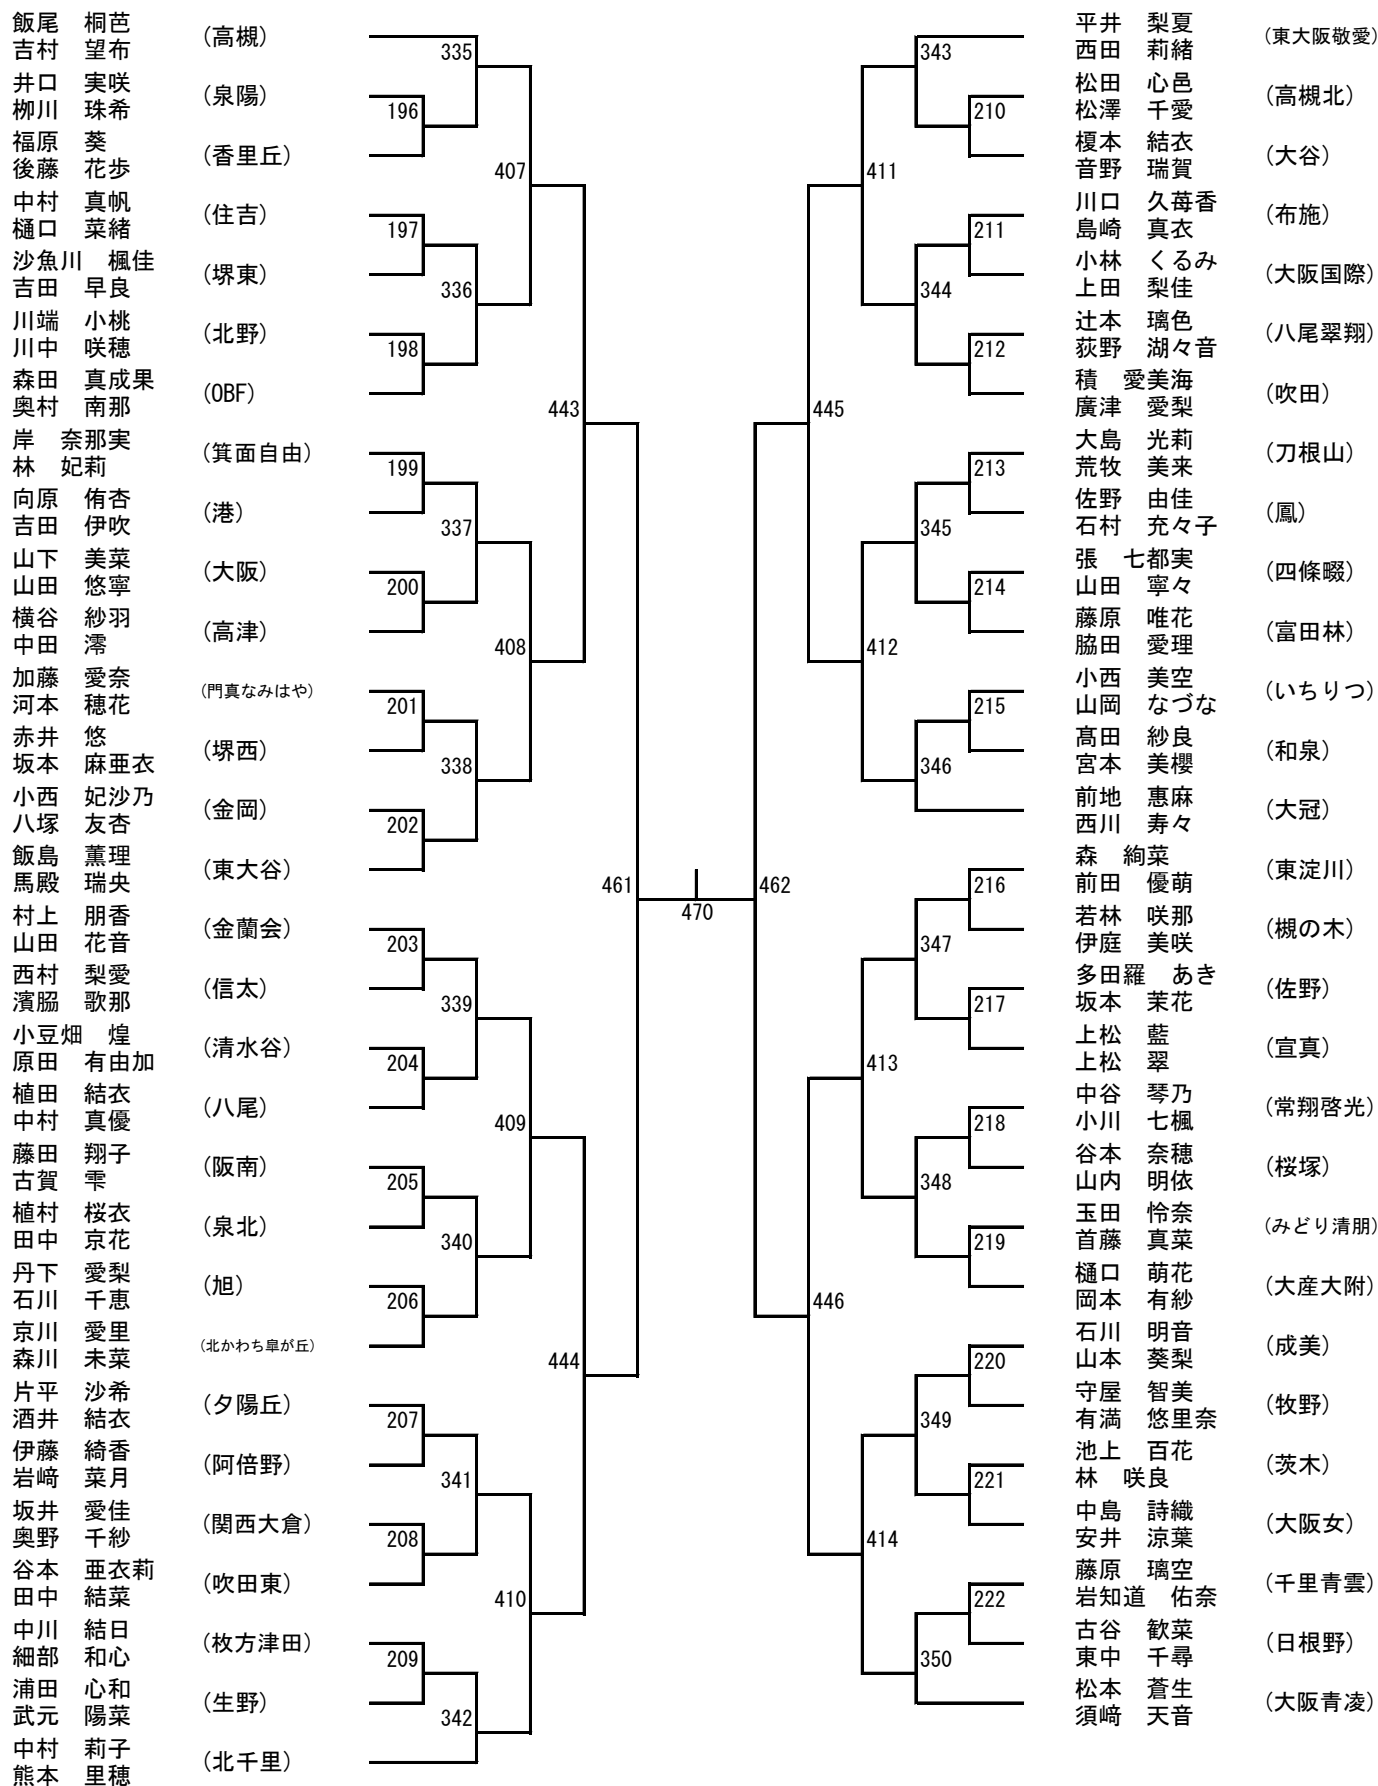 飯尾　桐芭
吉村　望布
(高槻)
井口　実咲
栁川　珠希
(泉陽)
福原　葵
後藤　花歩
(香里丘)
中村　真帆
樋口　菜緒
(住吉)
沙魚川　楓佳
吉田　早良
(堺東)
川端　小桃
川中　咲穂
(北野)
森田　真成果
奥村　南那
(OBF)
岸　奈那実
林　妃莉
(箕面自由)
向原　侑杏
吉田　伊吹
(港)
山下　美菜
山田　悠寧
(大阪)
横谷　紗羽
中田　澪
(高津)
加藤　愛奈
河本　穂花
(門真なみはや)
赤井　悠
坂本　麻亜衣
(堺西)
小西　妃沙乃
八塚　友杏
(金岡)
飯島　薫理
馬殿　瑞央
(東大谷)
村上　朋香
山田　花音
(金蘭会)
西村　梨愛
濱脇　歌那
(信太)
小豆畑　煌
原田　有由加
(清水谷)
植田　結衣
中村　真優
(八尾)
藤田　翔子
古賀　雫
(阪南)
植村　桜衣
田中　京花
(泉北)
丹下　愛梨
石川　千恵
(旭)
京川　愛里
森川　未菜
(北かわち皐が丘)
片平　沙希
酒井　結衣
(夕陽丘)
伊藤　綺香
岩﨑　菜月
(阿倍野)
坂井　愛佳
奥野　千紗
(関西大倉)
谷本　亜衣莉
田中　結菜
(吹田東)
中川　結日
細部　和心
(枚方津田)
浦田　心和
武元　陽菜
(生野)
中村　莉子
熊本　里穂
(北千里)
335
196
407
197
336
198
443
199
337
200
408
201
338
202
461
203
339
204
409
205
340
206
444
207
341
208
410
209
342
470
343
210
411
211
344
212
445
213
345
214
412
215
346
462
216
347
217
413
218
348
219
446
220
349
221
414
222
350
平井　梨夏
西田　莉緒
(東大阪敬愛)
松田　心邑
松澤　千愛
(高槻北)
榎本　結衣
音野　瑞賀
(大谷)
川口　久苺香
島崎　真衣
(布施)
小林　くるみ
上田　梨佳
(大阪国際)
辻本　璃色
荻野　湖々音
(八尾翠翔)
積　愛美海
廣津　愛梨
(吹田)
大島　光莉
荒牧　美来
(刀根山)
佐野　由佳
石村　充々子
(鳳)
張　七都実
山田　寧々
(四條畷)
藤原　唯花
脇田　愛理
(富田林)
小西　美空
山岡　なづな
(いちりつ)
髙田　紗良
宮本　美櫻
(和泉)
前地　惠麻
西川　寿々
(大冠)
森　絢菜
前田　優萌
(東淀川)
若林　咲那
伊庭　美咲
(槻の木)
多田羅　あき
坂本　茉花
(佐野)
上松　藍
上松　翠
(宣真)
中谷　琴乃
小川　七楓
(常翔啓光)
谷本　奈穂
山内　明依
(桜塚)
玉田　怜奈
首藤　真菜
(みどり清朋)
樋口　萌花
岡本　有紗
(大産大附)
石川　明音
山本　葵梨
(成美)
守屋　智美
有満　悠里奈
(牧野)
池上　百花
林　咲良
(茨木)
中島　詩織
安井　涼葉
(大阪女)
藤原　璃空
岩知道　佑奈
(千里青雲)
古谷　歓菜
東中　千尋
(日根野)
松本　蒼生
須﨑　天音
(大阪青凌)